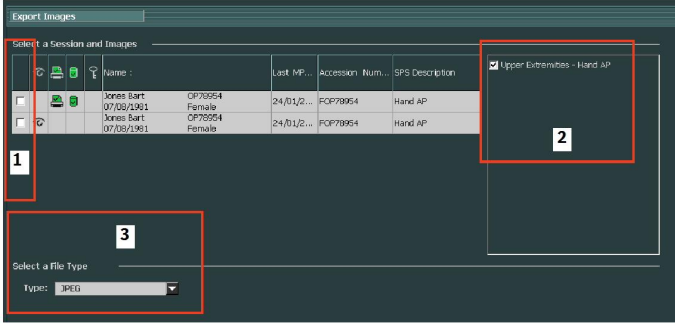 Export Images
Select a Session and Images
Name : Last MP... Accession Num... SPS Description
Jones Bart OP78954 24/01/2... FOP78954 Hand AP
07/08/1981 Female
Jones Bart OP78954 24/01/2... FOP78954 Hand AP
07/08/1981 Female
Upper Extremities - Hand AP
1
2
3
Select a File Type
Type: JPEG